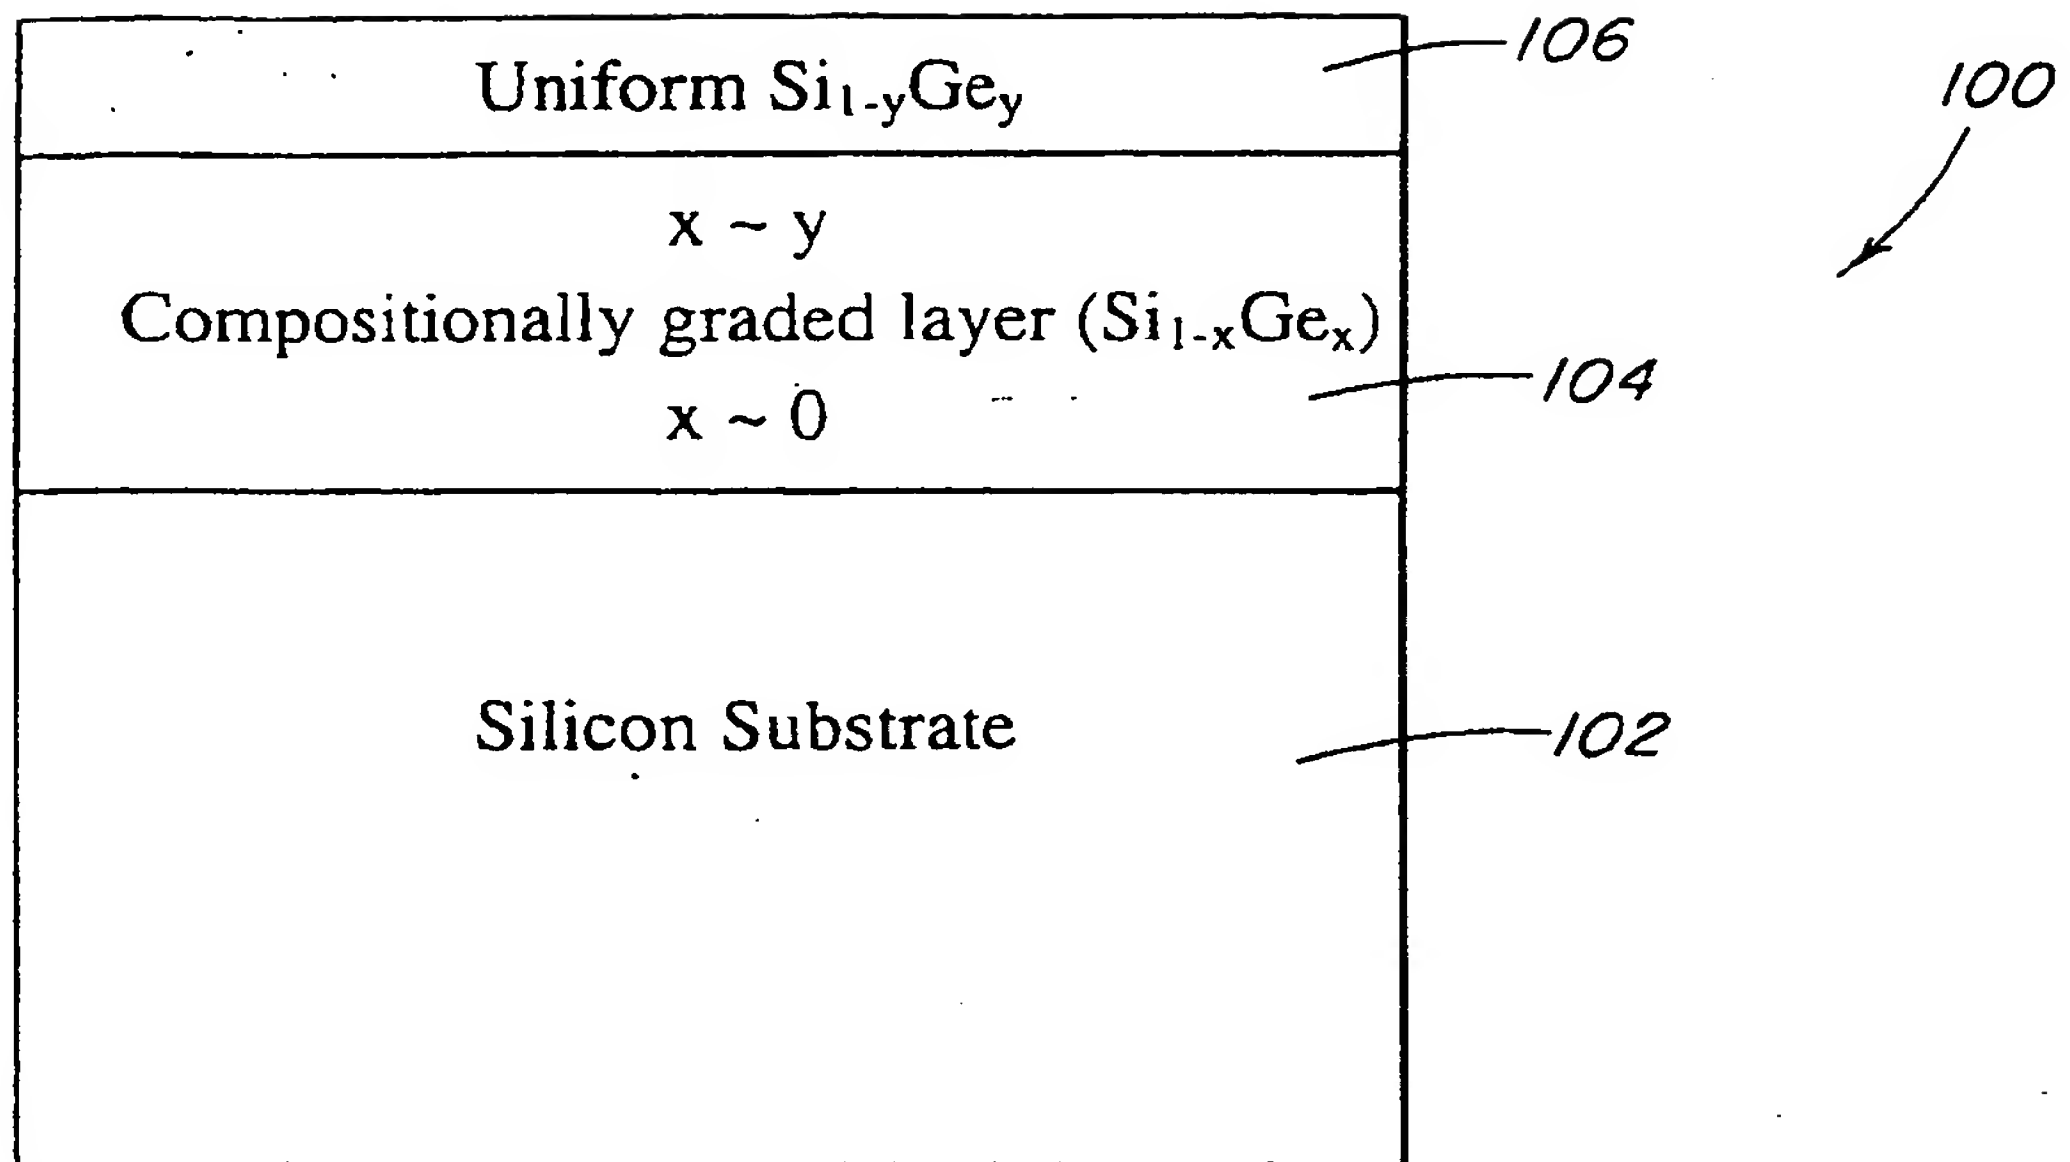 Uniform Si1-yGey
106
100
x ~ y
Compositionally graded layer (Si1-xGex)
104
x ~ 0
Silicon Substrate
102